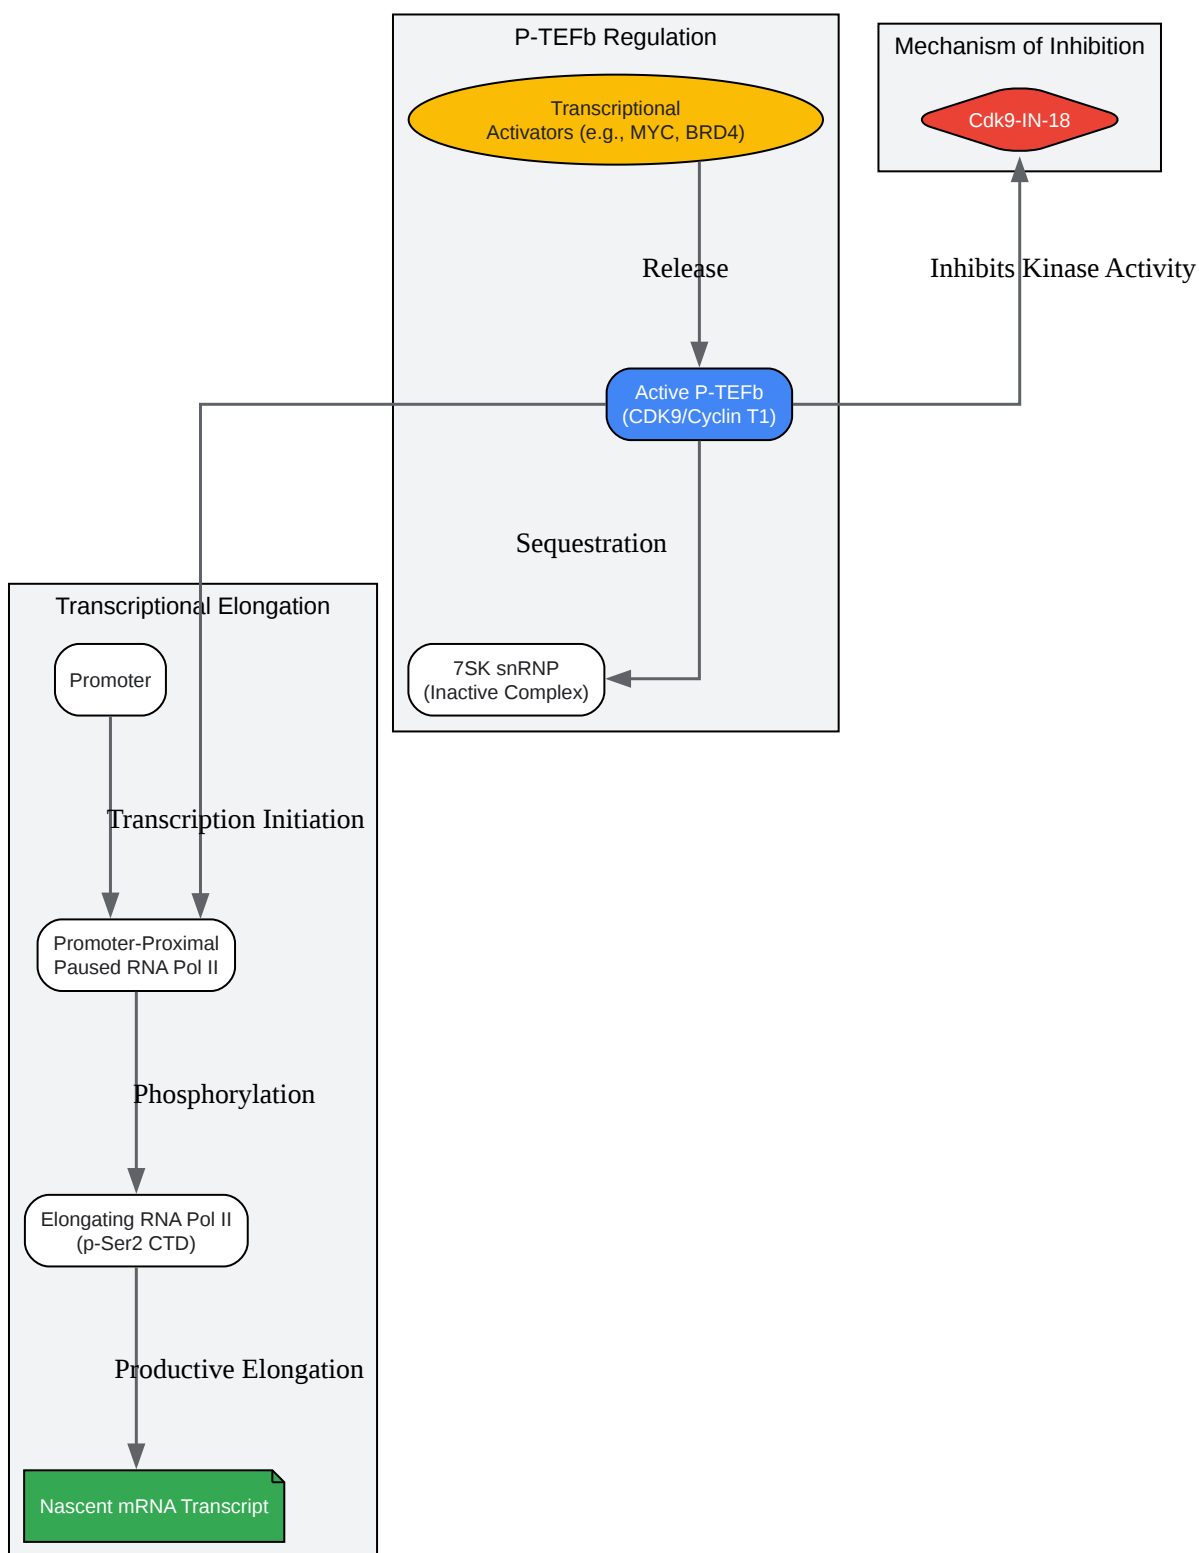 P-TEFb Regulation
Mechanism of Inhibition
Transcriptional
Activators (e.g., MYC, BRD4)
Cdk9-IN-18
Release
Inhibits Kinase Activity
Active P-TEFb
(CDK9/Cyclin T1)
Sequestration
Transcriptional Elongation
Promoter
7SK snRNP
(Inactive Complex)
Transcription Initiation
Promoter-Proximal
Paused RNA Pol II
Phosphorylation
Elongating RNA Pol II
(p-Ser2 CTD)
Productive Elongation
Nascent mRNA Transcript